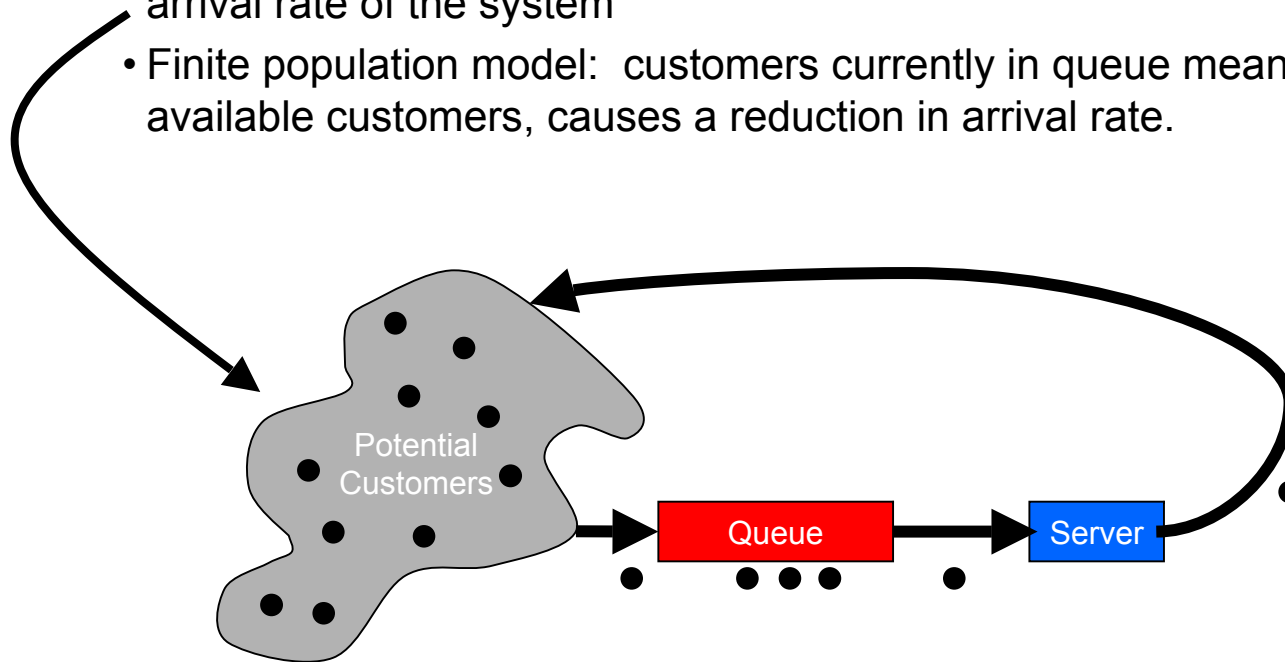 arrival rate of the system
• Finite population model: customers currently in queue mean
available customers, causes a reduction in arrival rate.
Potential
Customers
Queue
Server